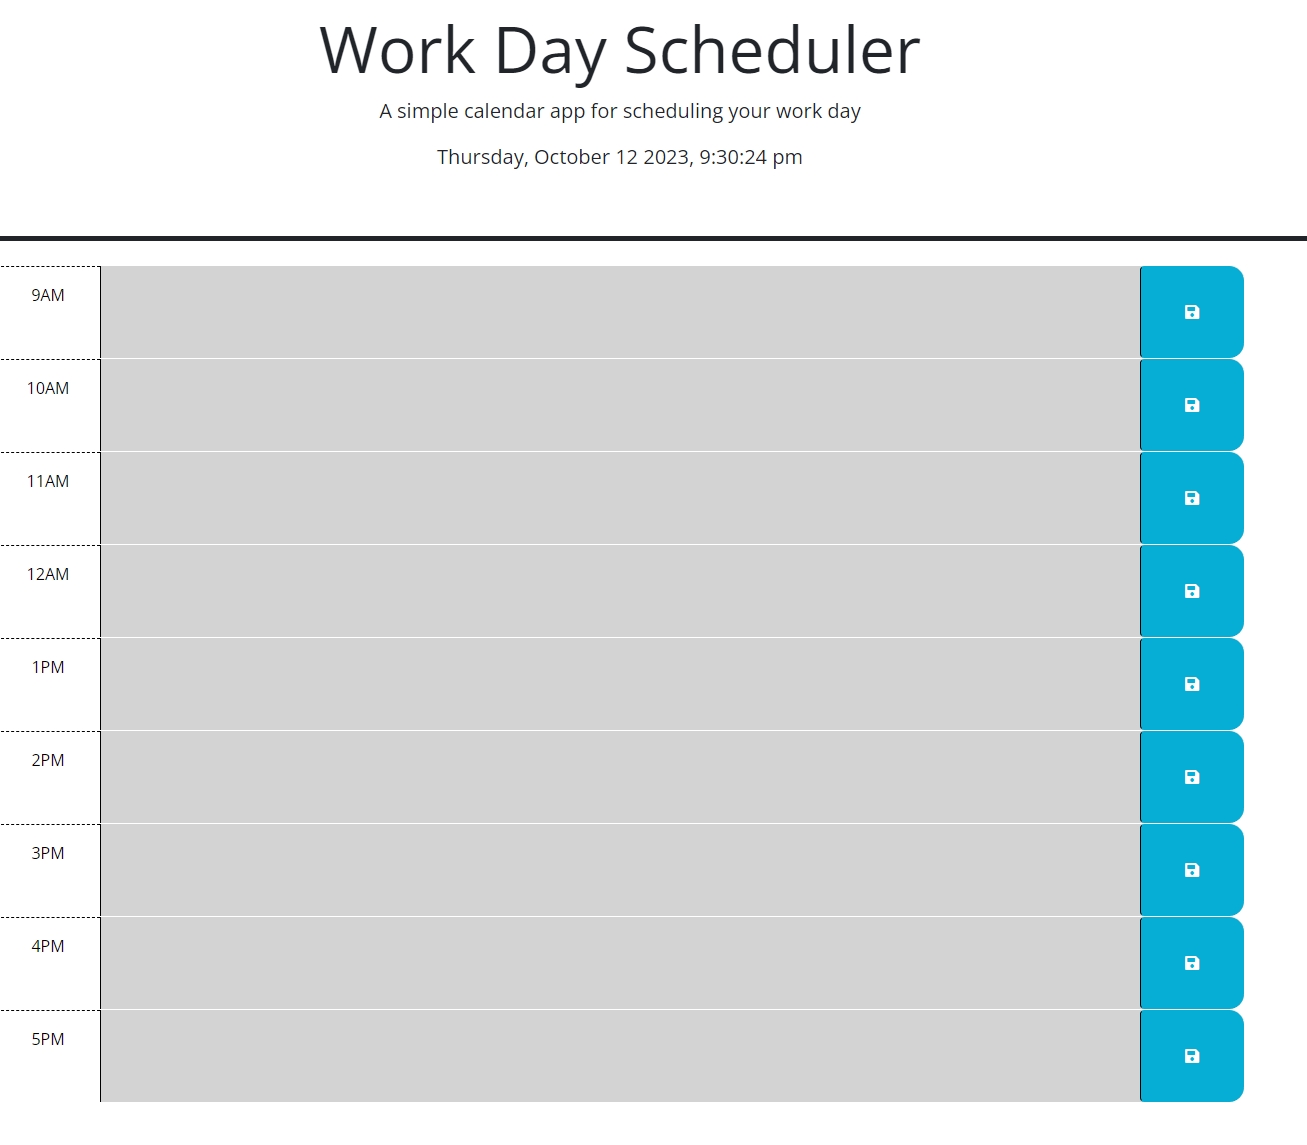 Work Day Scheduler
A simple calendar app for scheduling your work day
Thursday, October 12 2023, 9:30:24 pm
9AM
10AM
11AM
12AM
1PM
2PM
3PM
4PM
5PM